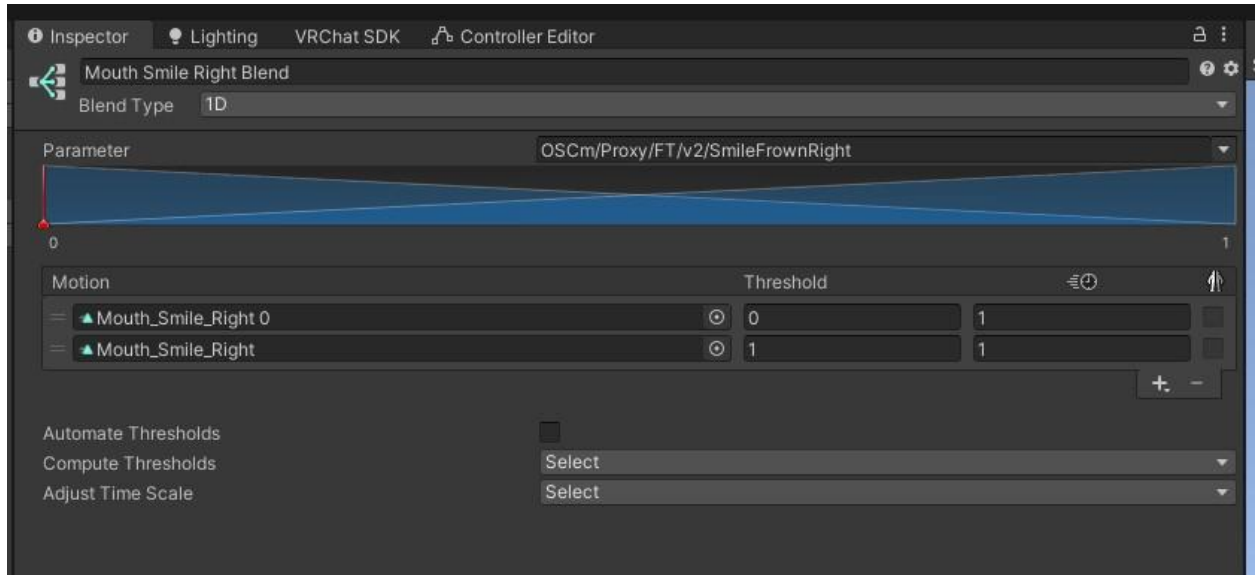 Inspector Lighting VRChat SDK Controller Editor
Mouth Smile Right Blend
Blend Type 1D
Parameter OSCm/Proxy/FT/v2/SmileFrownRight
0 1
Motion Threshold
Mouth_Smile_Right 0 0 1
Mouth_Smile_Right 1 1
Automate Thresholds
Compute Thresholds Select
Adjust Time Scale Select